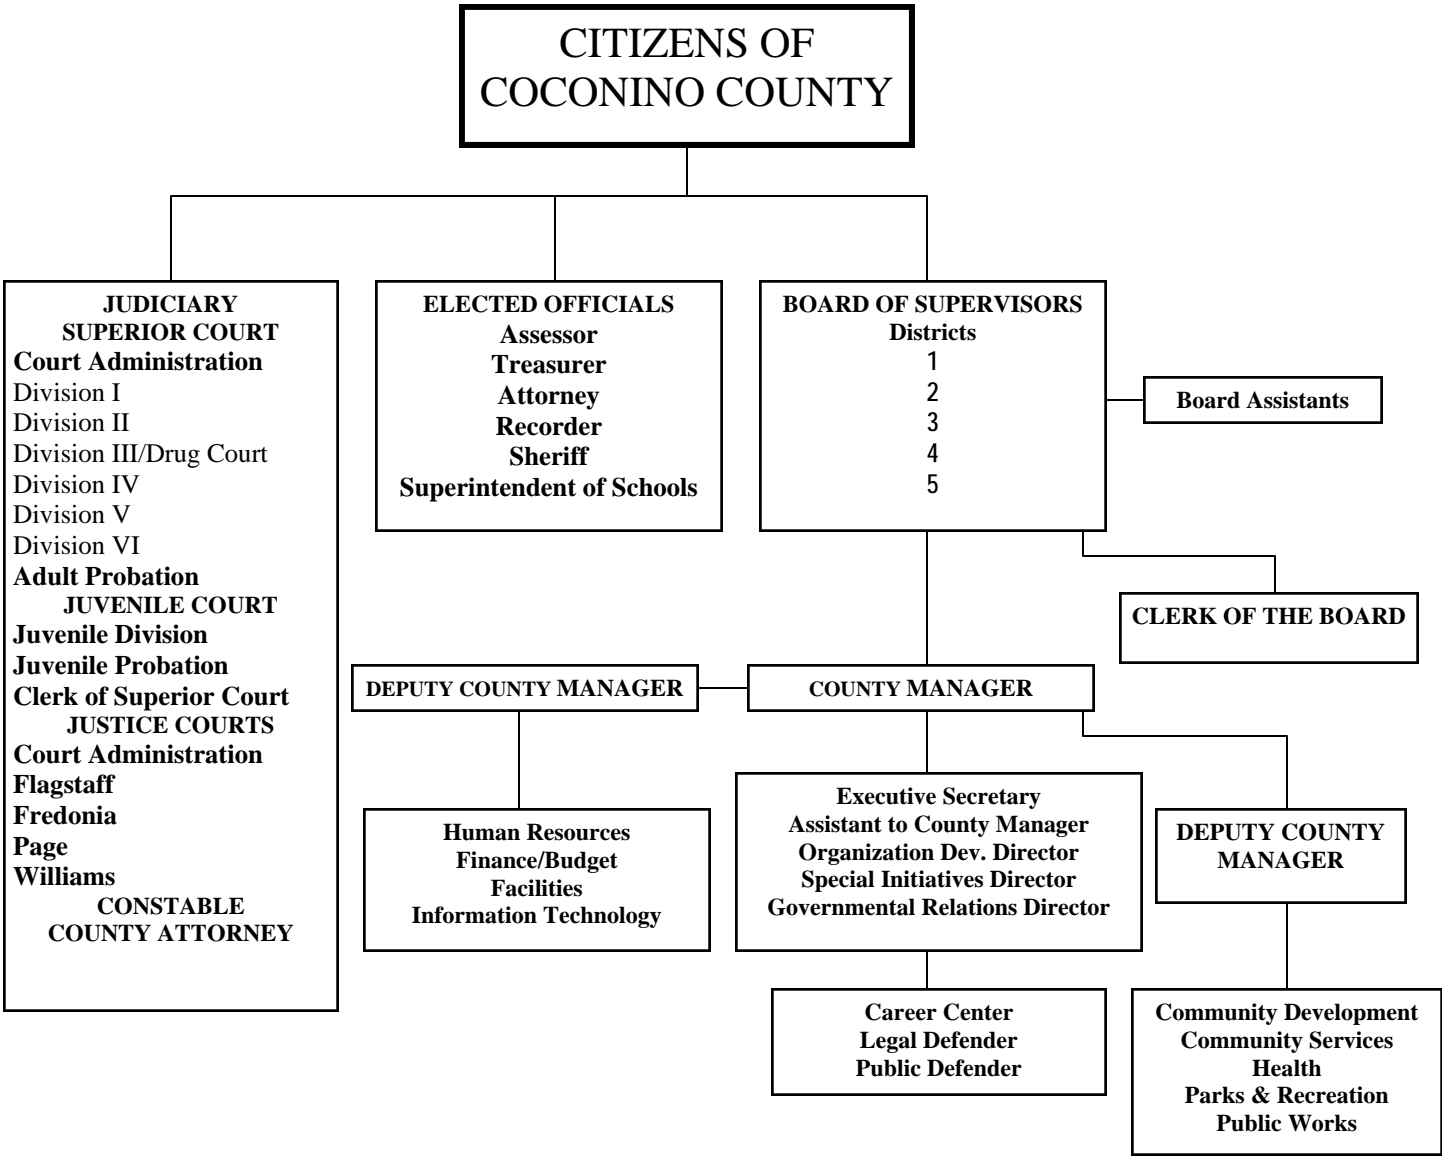 CITIZENS OF
COCONINO COUNTY
JUDICIARY
SUPERIOR COURT
Court Administration
Division I
Division II
Division III/Drug Court
Division IV
Division V
Division VI
Adult Probation
JUVENILE COURT
Juvenile Division
Juvenile Probation
Clerk of Superior Court
JUSTICE COURTS
Court Administration
Flagstaff
Fredonia
Page
Williams
CONSTABLE
COUNTY ATTORNEY
ELECTED OFFICIALS
Assessor
Treasurer
Attorney
Recorder
Sheriff
Superintendent of Schools
BOARD OF SUPERVISORS
Districts
1
2
3
4
5
Board Assistants
CLERK OF THE BOARD
DEPUTY COUNTY MANAGER
COUNTY MANAGER
Human Resources
Finance/Budget
Facilities
Information Technology
Executive Secretary
Assistant to County Manager
Organization Dev. Director
Special Initiatives Director
Governmental Relations Director
DEPUTY COUNTY
MANAGER
Career Center
Legal Defender
Public Defender
Community Development
Community Services
Health
Parks & Recreation
Public Works